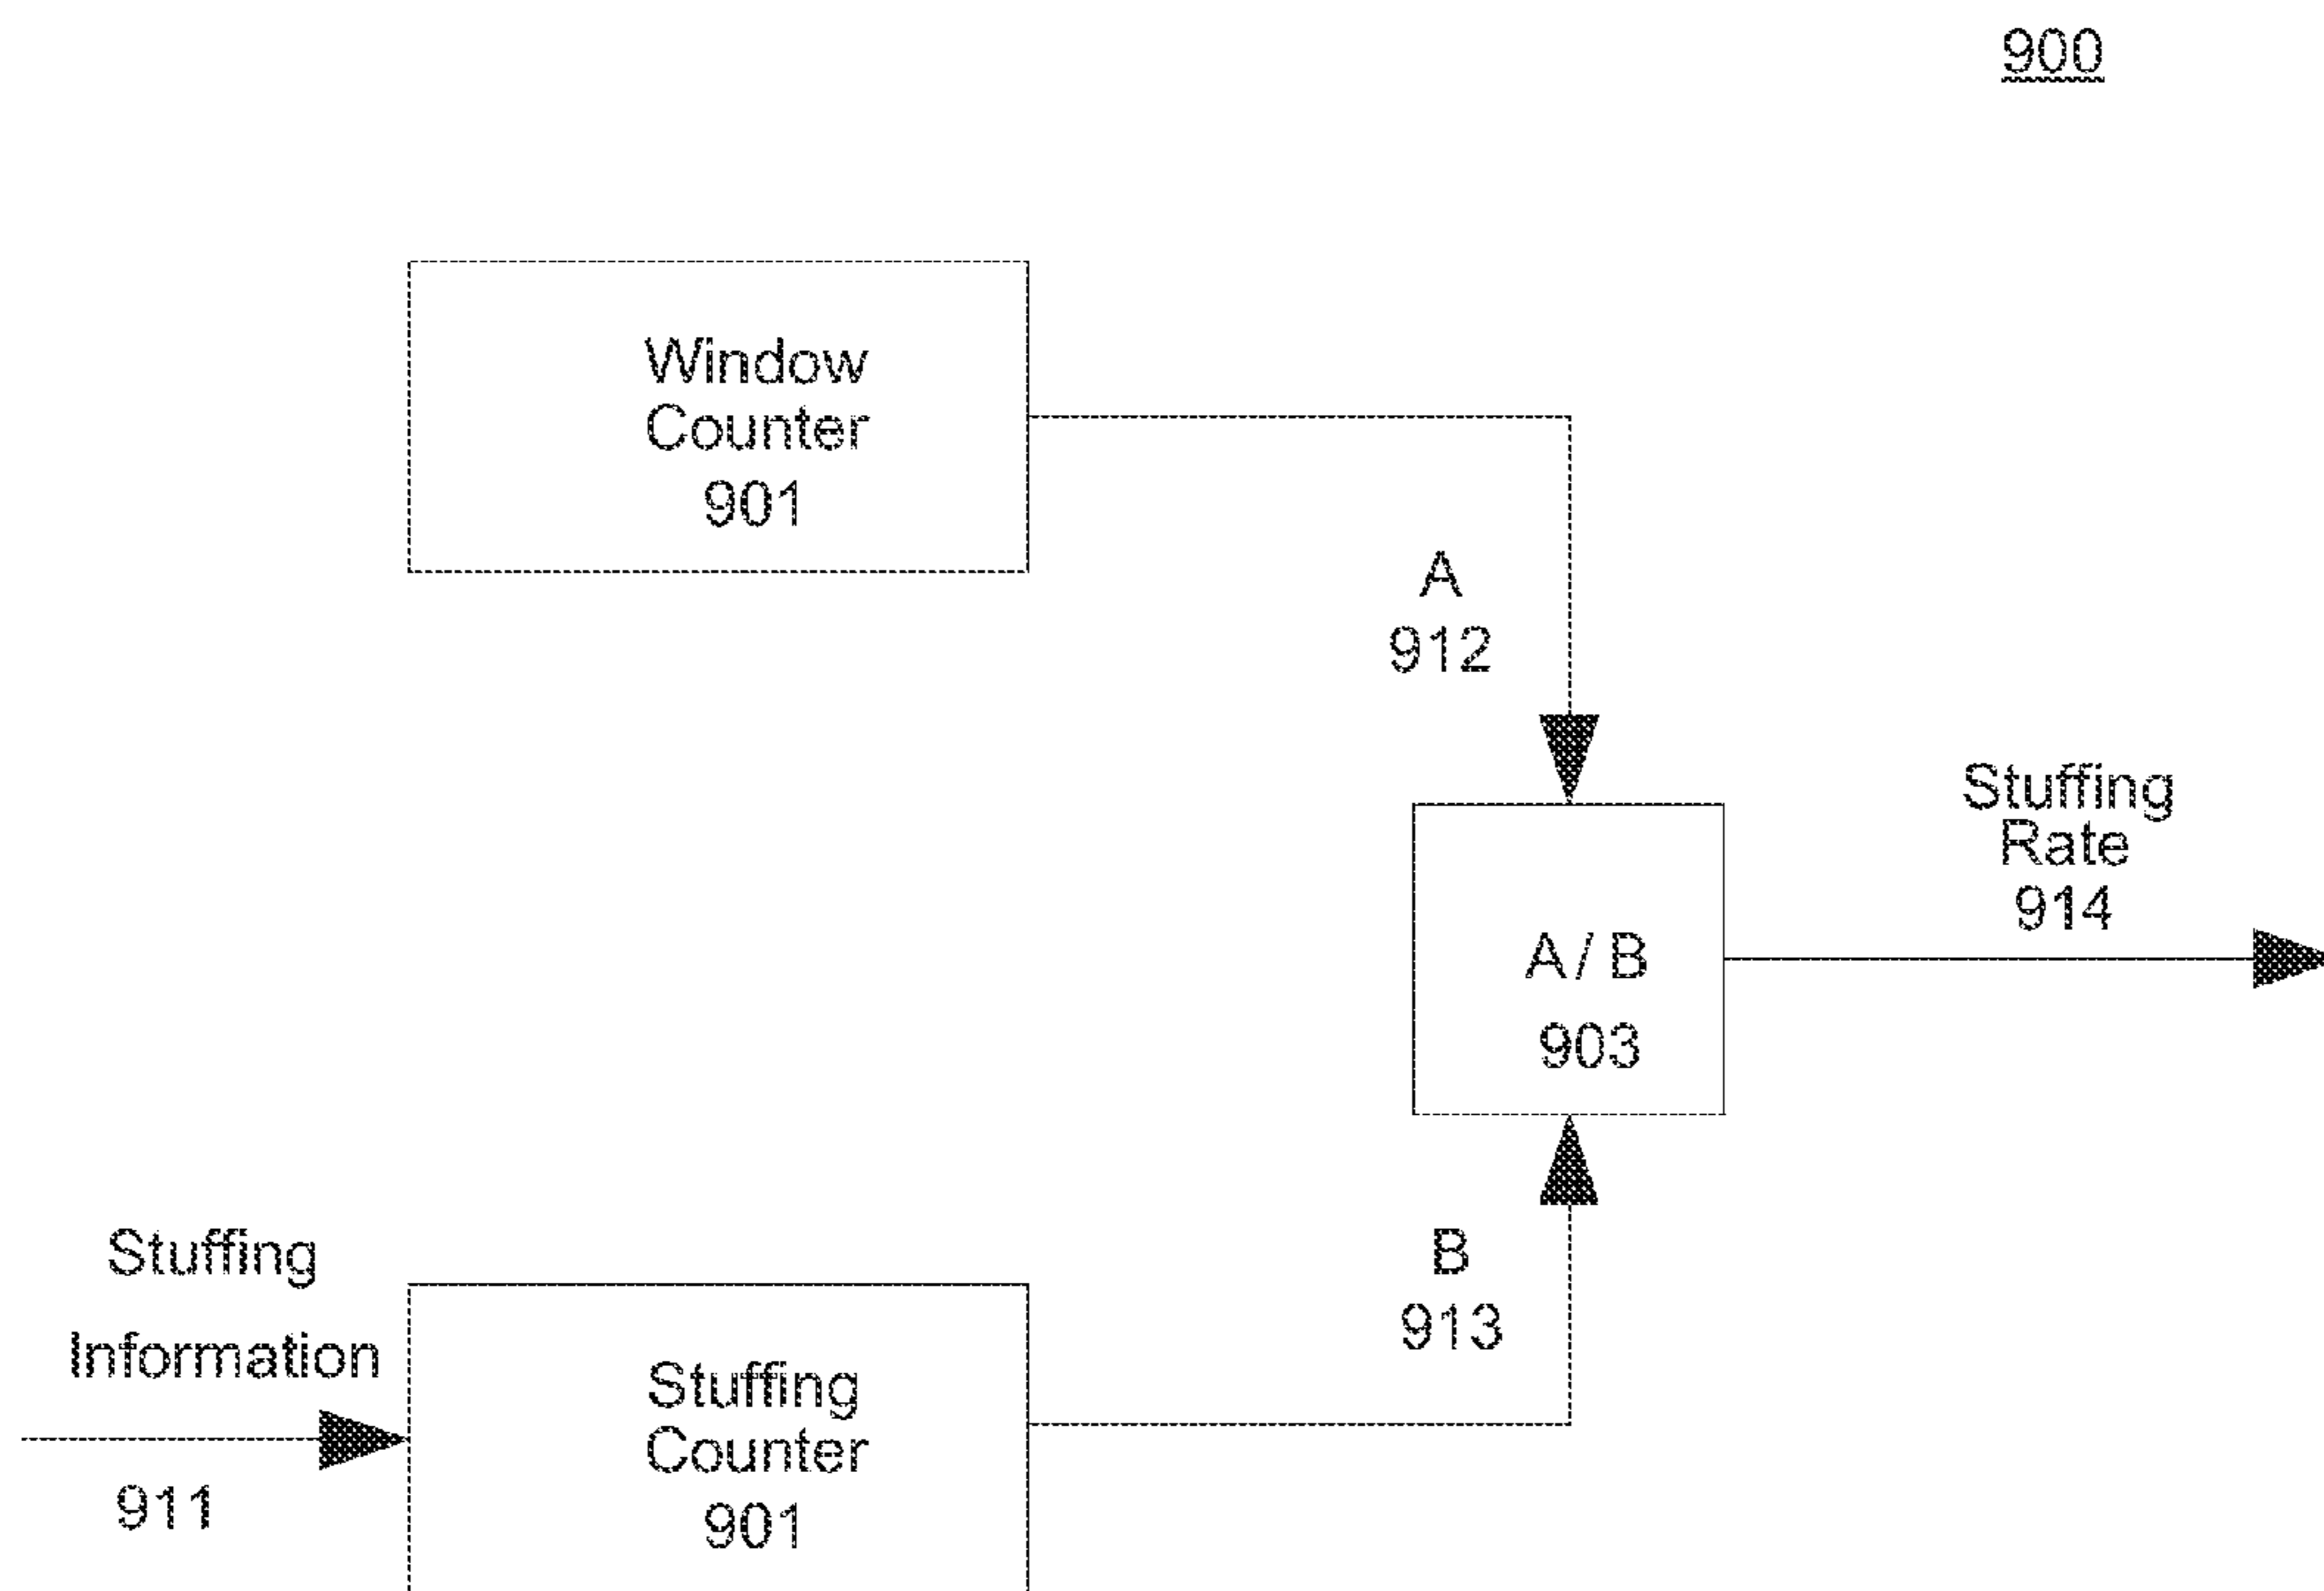 900
Window
Counter
901
A
912
Stuffing
Rate
914
A / B
903
B
913
Stuffing
Information
911
Stuffing
Counter
901